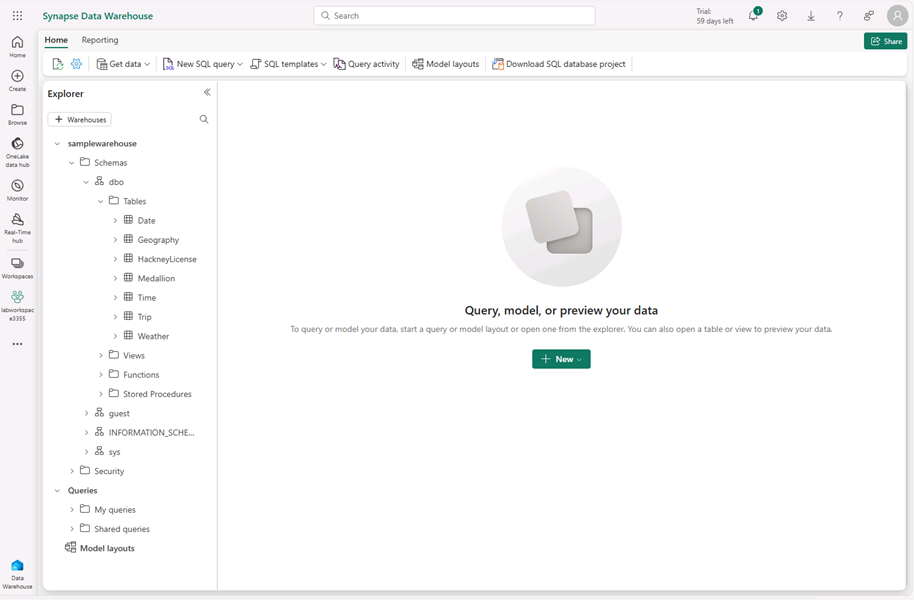 Synapse Data Warehouse
Search
Trial:
59 days left
1
Home
Create
Browse
OneLake
data hub
Monitor
Real-Time
hub
Workspaces
labworkspac
e3355
Data
Warehouse
Home
Reporting
Share
Get data
New SQL query
SQL templates
Query activity
Model layouts
Download SQL database project
Explorer
+ Warehouses
samplewarehouse
Schemas
dbo
Tables
Date
Geography
HackneyLicense
Medallion
Time
Trip
Weather
Views
Functions
Stored Procedures
guest
INFORMATION_SCHE...
sys
Security
Queries
My queries
Shared queries
Model layouts
Query, model, or preview your data
To query or model your data, start a query or model layout or open one from the explorer. You can also open a table or view to preview your data.
+ New